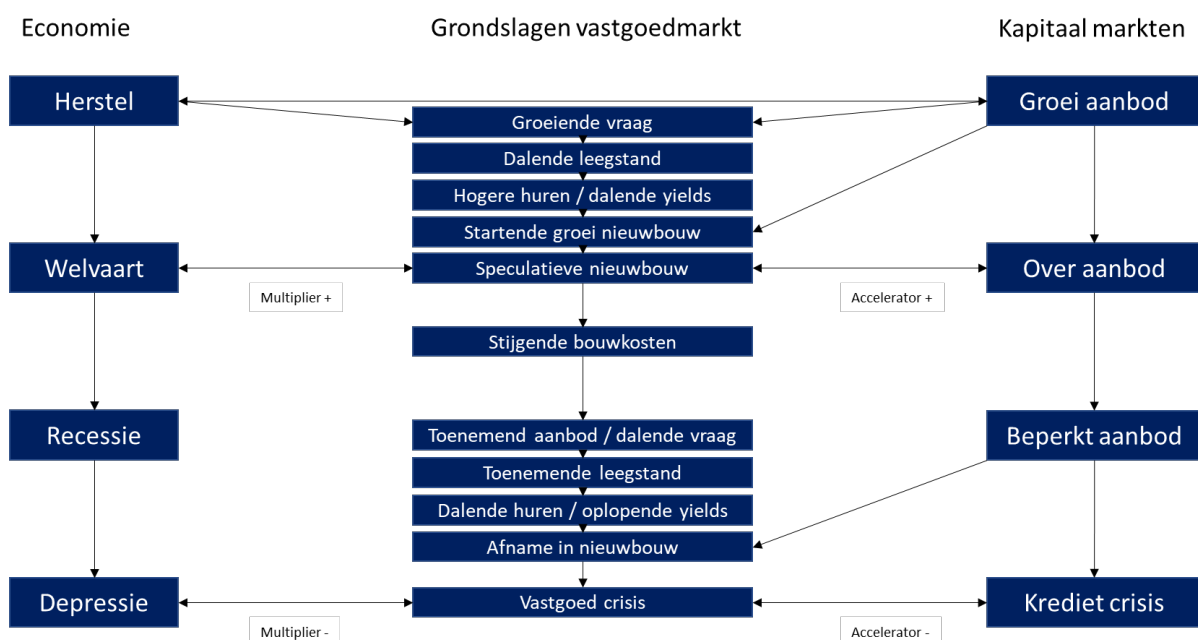 Economie
Grondslagen vastgoedmarkt
Kapitaal markten
Herstel
Groei aanbod
Groeiende vraag
Dalende leegstand
Hogere huren / dalende yields
Startende groei nieuwbouw
Welvaart
Speculatieve nieuwbouw
Over aanbod
Multiplier +
Accelerator +
Stijgende bouwkosten
Recessie
Toenemend aanbod / dalende vraag
Beperkt aanbod
Toenemende leegstand
Dalende huren / oplopende yields
Afname in nieuwbouw
Depressie
Vastgoed crisis
Krediet crisis
Multiplier -
Accelerator -